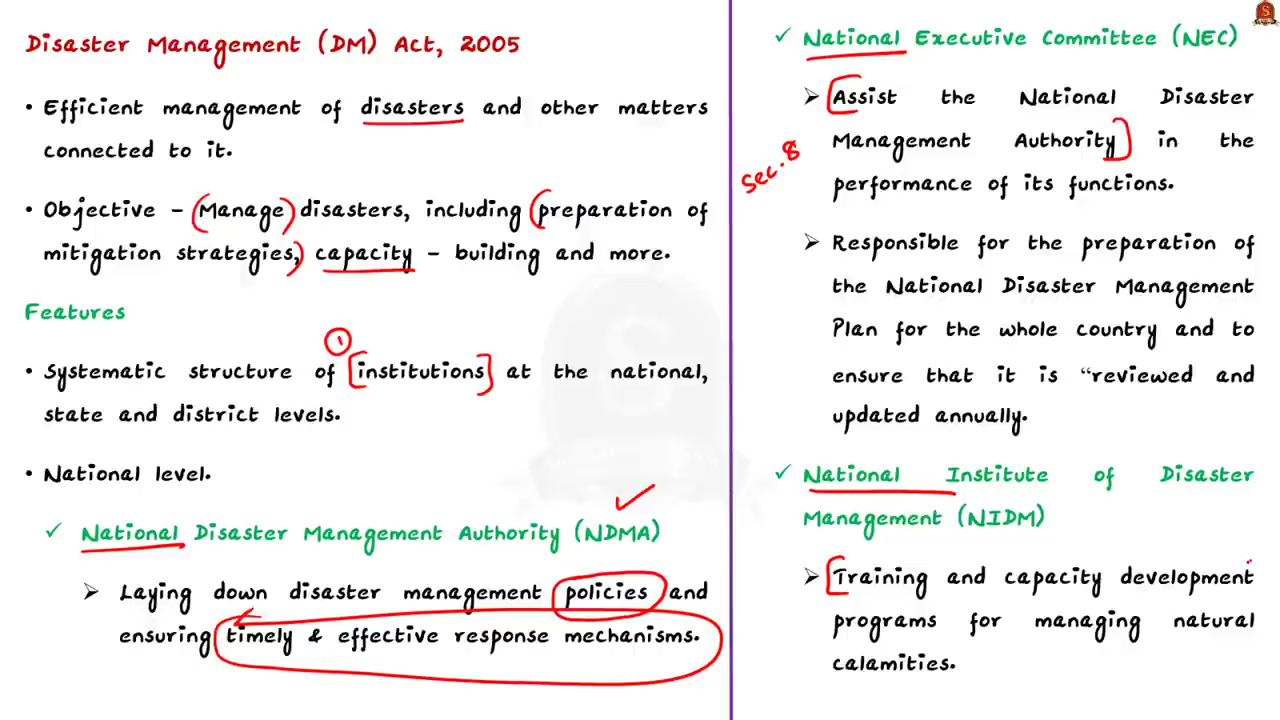 Disaster Management (DM) Act, 2005
• Efficient management of disasters and other matters
connected to it.
• Objective – (Manage) disasters, including (preparation of
mitigation strategies,) capacity – building and more.
Features
①
• Systematic structure of [institutions] at the national,
state and district levels.
• National level.
✓ National Disaster Management Authority (NDMA)
➢ Laying down disaster management policies and
ensuring timely & effective response mechanisms.
✓ National Executive Committee (NEC)
➢ [Assist the National Disaster
Management Authority] in the
Sec. 8
performance of its functions.
➢ Responsible for the preparation of
the National Disaster Management
Plan for the whole country and to
ensure that it is “reviewed and
updated annually.
✓ National Institute of Disaster
Management (NIDM)
➢ [Training and capacity development
programs for managing natural
calamities.
S